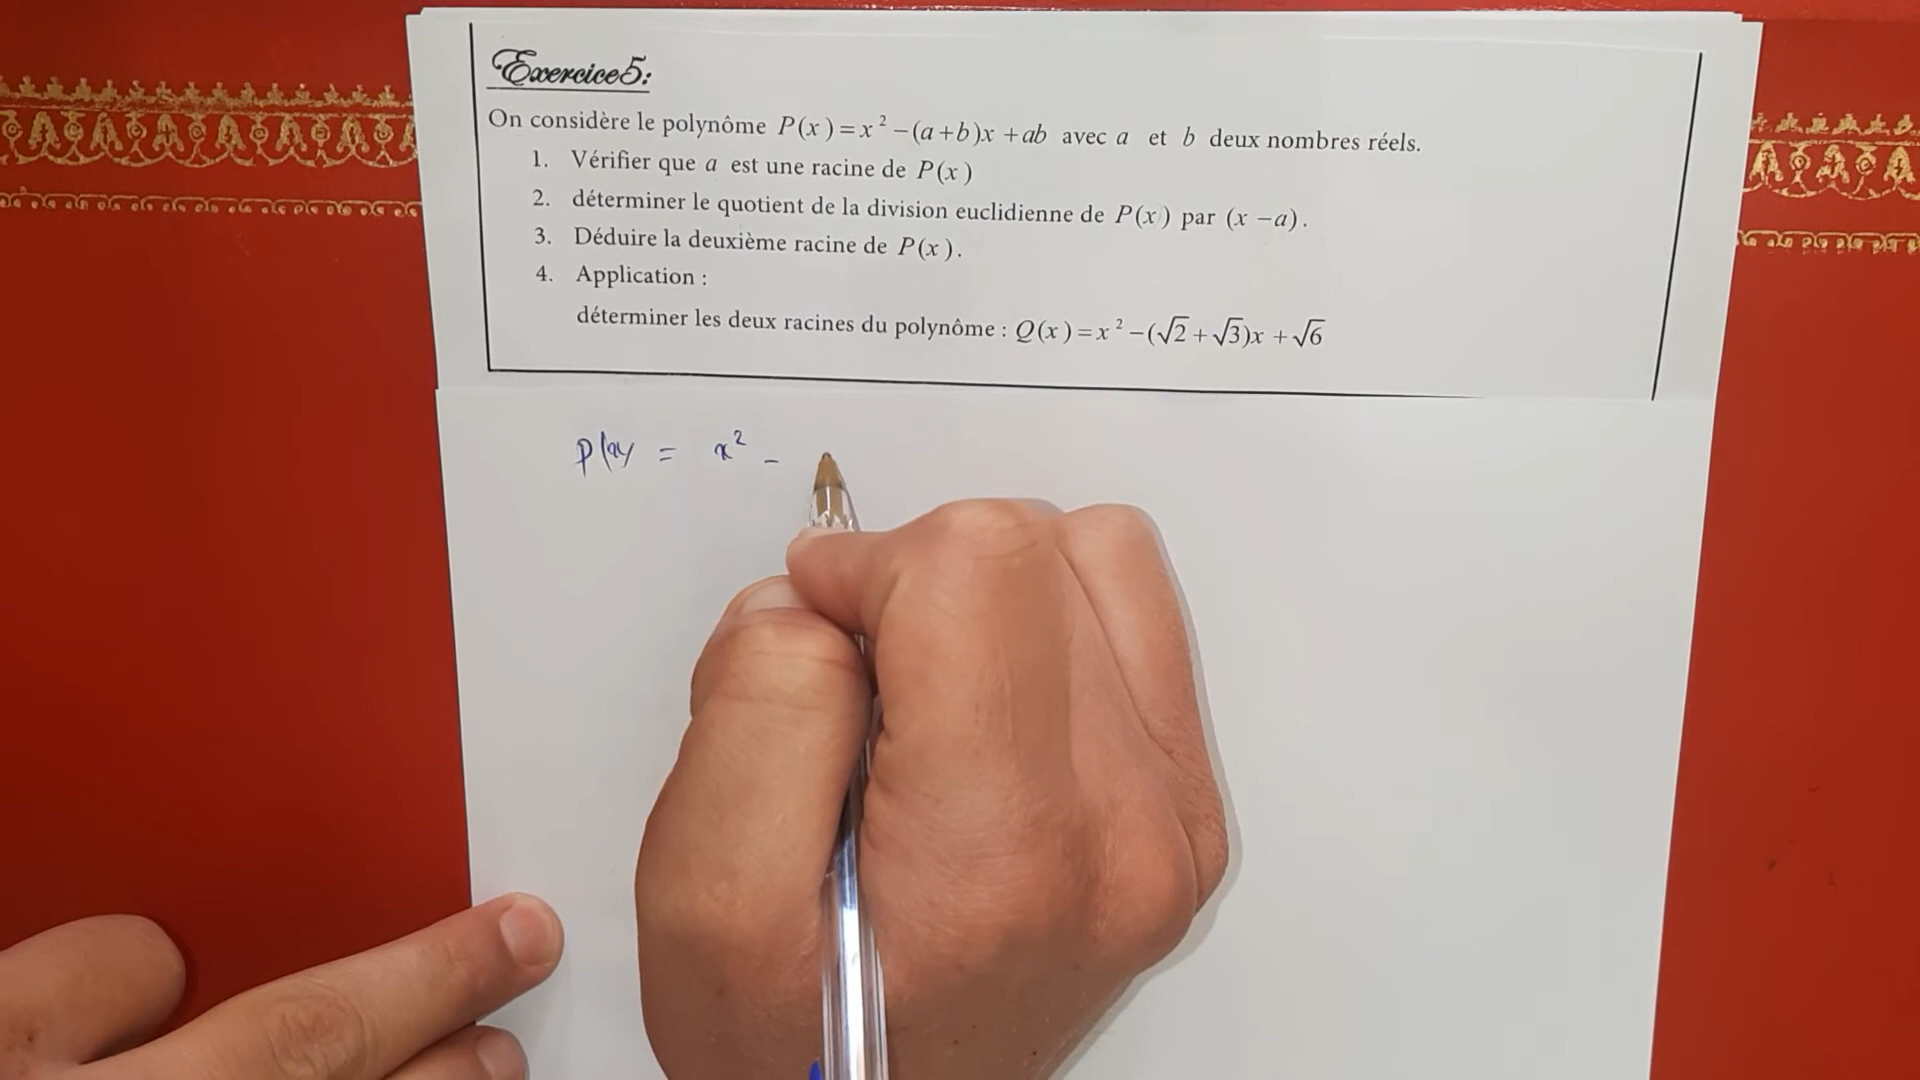 Exercice5:
On considère le polynôme P(x)=x²−(a+b)x+ab avec a et b deux nombres réels.
1. Vérifier que a est une racine de P(x)
2. déterminer le quotient de la division euclidienne de P(x) par (x−a).
3. Déduire la deuxième racine de P(x).
4. Application :
déterminer les deux racines du polynôme : Q(x)=x²−(√2+√3)x+√6
P(a) = x² −